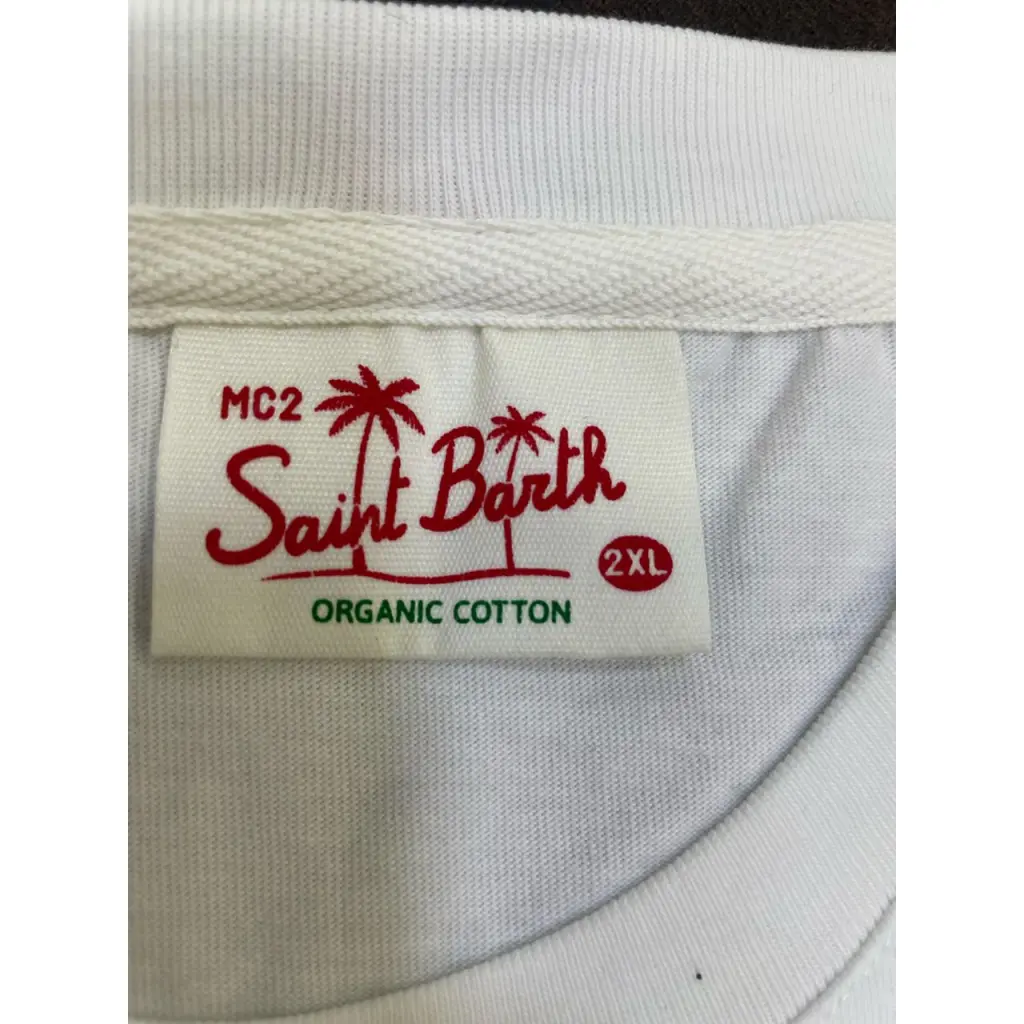 MC2
Saint Barth
2XL
ORGANIC COTTON